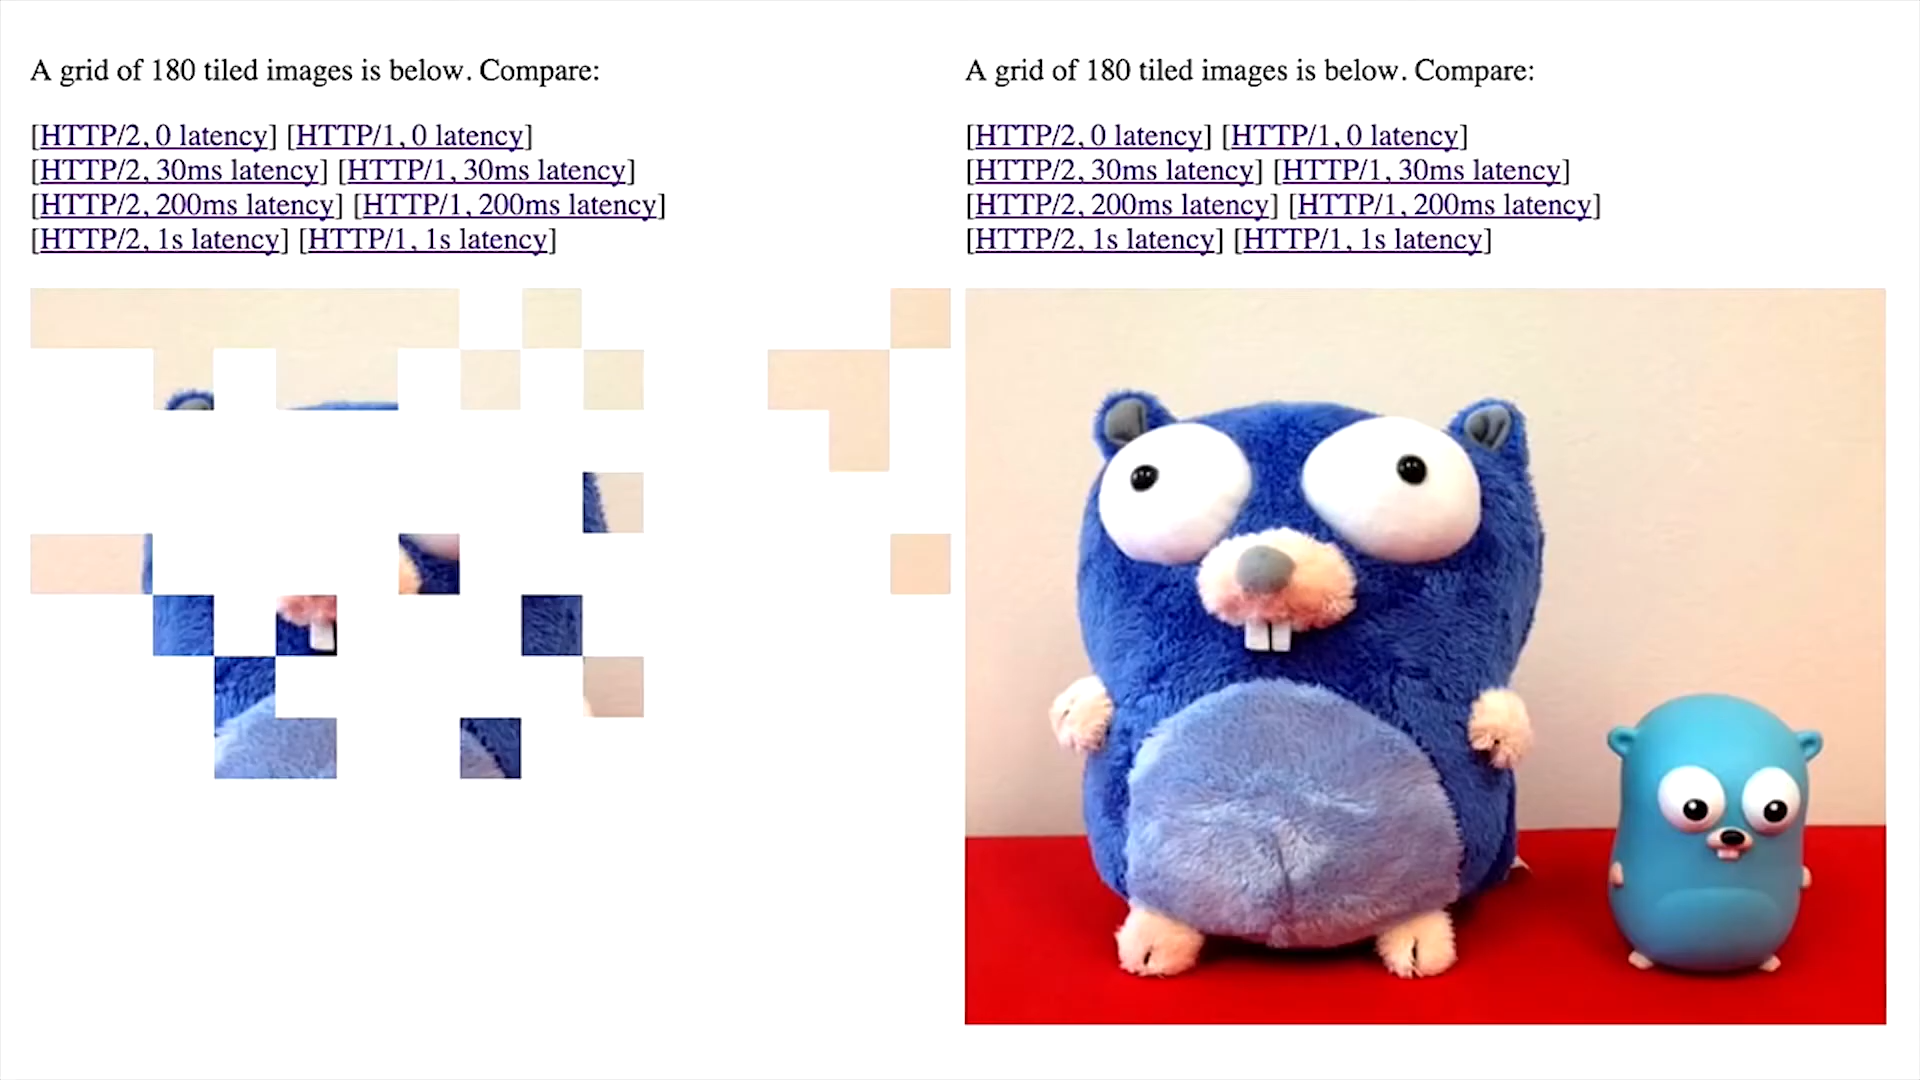 A grid of 180 tiled images is below. Compare:
[HTTP/2, 0 latency] [HTTP/1, 0 latency]
[HTTP/2, 30ms latency] [HTTP/1, 30ms latency]
[HTTP/2, 200ms latency] [HTTP/1, 200ms latency]
[HTTP/2, 1s latency] [HTTP/1, 1s latency]
A grid of 180 tiled images is below. Compare:
[HTTP/2, 0 latency] [HTTP/1, 0 latency]
[HTTP/2, 30ms latency] [HTTP/1, 30ms latency]
[HTTP/2, 200ms latency] [HTTP/1, 200ms latency]
[HTTP/2, 1s latency] [HTTP/1, 1s latency]